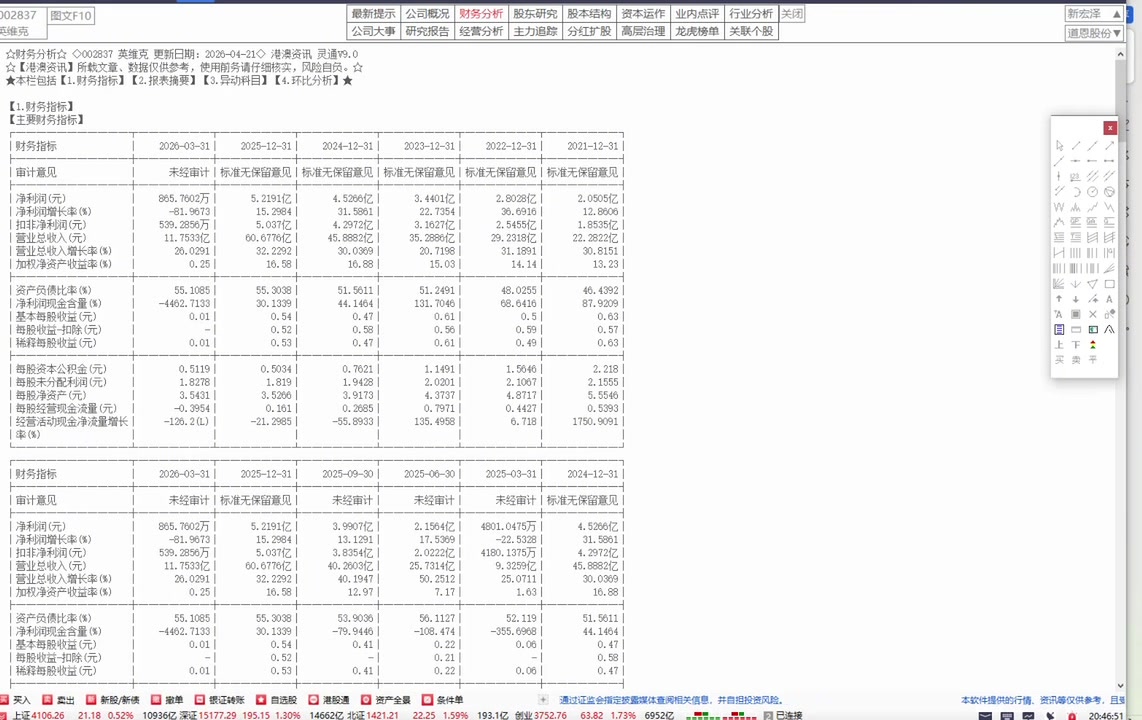 002837 图文F10 最新提示 公司概况 财务分析 股东研究 股本结构 资本运作 业内点评 行业分析 关闭 新宏泽▲
英维克 公司大事 研究报告 经营分析 主力追踪 分红扩股 高层治理 龙虎榜单 关联个股 道恩股份▼
☆财务分析☆ ◇002837 英维克 更新日期：2026-04-21◇ 港澳资讯 灵通V9.0
☆【港澳资讯】所载文章、数据仅供参考，使用前务请仔细核实，风险自负。☆
★本栏包括【1.财务指标】【2.报表摘要】【3.异动科目】【4.环比分析】★
【1.财务指标】
【主要财务指标】
财务指标 2026-03-31 2025-12-31 2024-12-31 2023-12-31 2022-12-31 2021-12-31
审计意见 未经审计 标准无保留意见 标准无保留意见 标准无保留意见 标准无保留意见 标准无保留意见
净利润(元) 865.7602万 5.2191亿 4.5266亿 3.4401亿 2.8028亿 2.0505亿
净利润增长率(%) -81.9673 15.2984 31.5861 22.7354 36.6916 12.8606
扣非净利润(元) 539.2856万 5.037亿 4.2972亿 3.1627亿 2.5455亿 1.8535亿
营业总收入(元) 11.7533亿 60.6776亿 45.8882亿 35.2886亿 29.2318亿 22.2822亿
营业总收入增长率(%) 26.0291 32.2292 30.0369 20.7198 31.1891 30.8151
加权净资产收益率(%) 0.25 16.58 16.88 15.03 14.14 13.23
资产负债比率(%) 55.1085 55.3038 51.5611 51.2491 48.0255 46.4392
净利润现金含量(%) -4462.7133 30.1339 44.1464 131.7046 68.6416 87.9209
基本每股收益(元) 0.01 0.54 0.47 0.61 0.5 0.63
每股收益-扣除(元) - 0.52 0.58 0.56 0.59 0.57
稀释每股收益(元) 0.01 0.53 0.47 0.61 0.49 0.63
每股资本公积金(元) 0.5119 0.5034 0.7621 1.1491 1.5646 2.218
每股未分配利润(元) 1.8278 1.819 1.9428 2.0201 2.1067 2.1555
每股净资产(元) 3.5431 3.5266 3.9173 4.3737 4.8717 5.5546
每股经营现金流量(元) -0.3954 0.161 0.2685 0.7971 0.4427 0.5393
经营活动现金净流量增长 -126.2(L) -21.2985 -55.8933 135.4958 6.718 1750.9091
率(%)
财务指标 2026-03-31 2025-12-31 2025-09-30 2025-06-30 2025-03-31 2024-12-31
审计意见 未经审计 标准无保留意见 未经审计 未经审计 未经审计 标准无保留意见
净利润(元) 865.7602万 5.2191亿 3.9907亿 2.1564亿 4801.0475万 4.5266亿
净利润增长率(%) -81.9673 15.2984 13.1291 17.5369 -22.5328 31.5861
扣非净利润(元) 539.2856万 5.037亿 3.8354亿 2.0222亿 4180.1375万 4.2972亿
营业总收入(元) 11.7533亿 60.6776亿 40.2603亿 25.7314亿 9.3259亿 45.8882亿
营业总收入增长率(%) 26.0291 32.2292 40.1947 50.2512 25.0711 30.0369
加权净资产收益率(%) 0.25 16.58 12.97 7.17 1.63 16.88
资产负债比率(%) 55.1085 55.3038 53.9036 56.1127 52.119 51.5611
净利润现金含量(%) -4462.7133 30.1339 -79.9446 -108.474 -355.6968 44.1464
基本每股收益(元) 0.01 0.54 0.41 0.22 0.06 0.47
每股收益-扣除(元) - 0.52 - 0.21 - 0.58
稀释每股收益(元) 0.01 0.53 0.41 0.22 0.06 0.47
上 下
买 卖 平
买入 卖出 新股/新债 撤单 银证转账 自选股 港股通 资产全景 条件单 通过证监会指定披露媒体查阅相关信息，并自担投资风险。 本软件提供的行情、资讯等仅供参考，且
上证4106.26 21.18 0.52% 10936亿 深证15177.29 195.15 1.30% 14662亿 北证1421.21 22.25 1.59% 193.1亿 创业3752.76 63.82 1.73% 6952亿 已连接 20:46:51